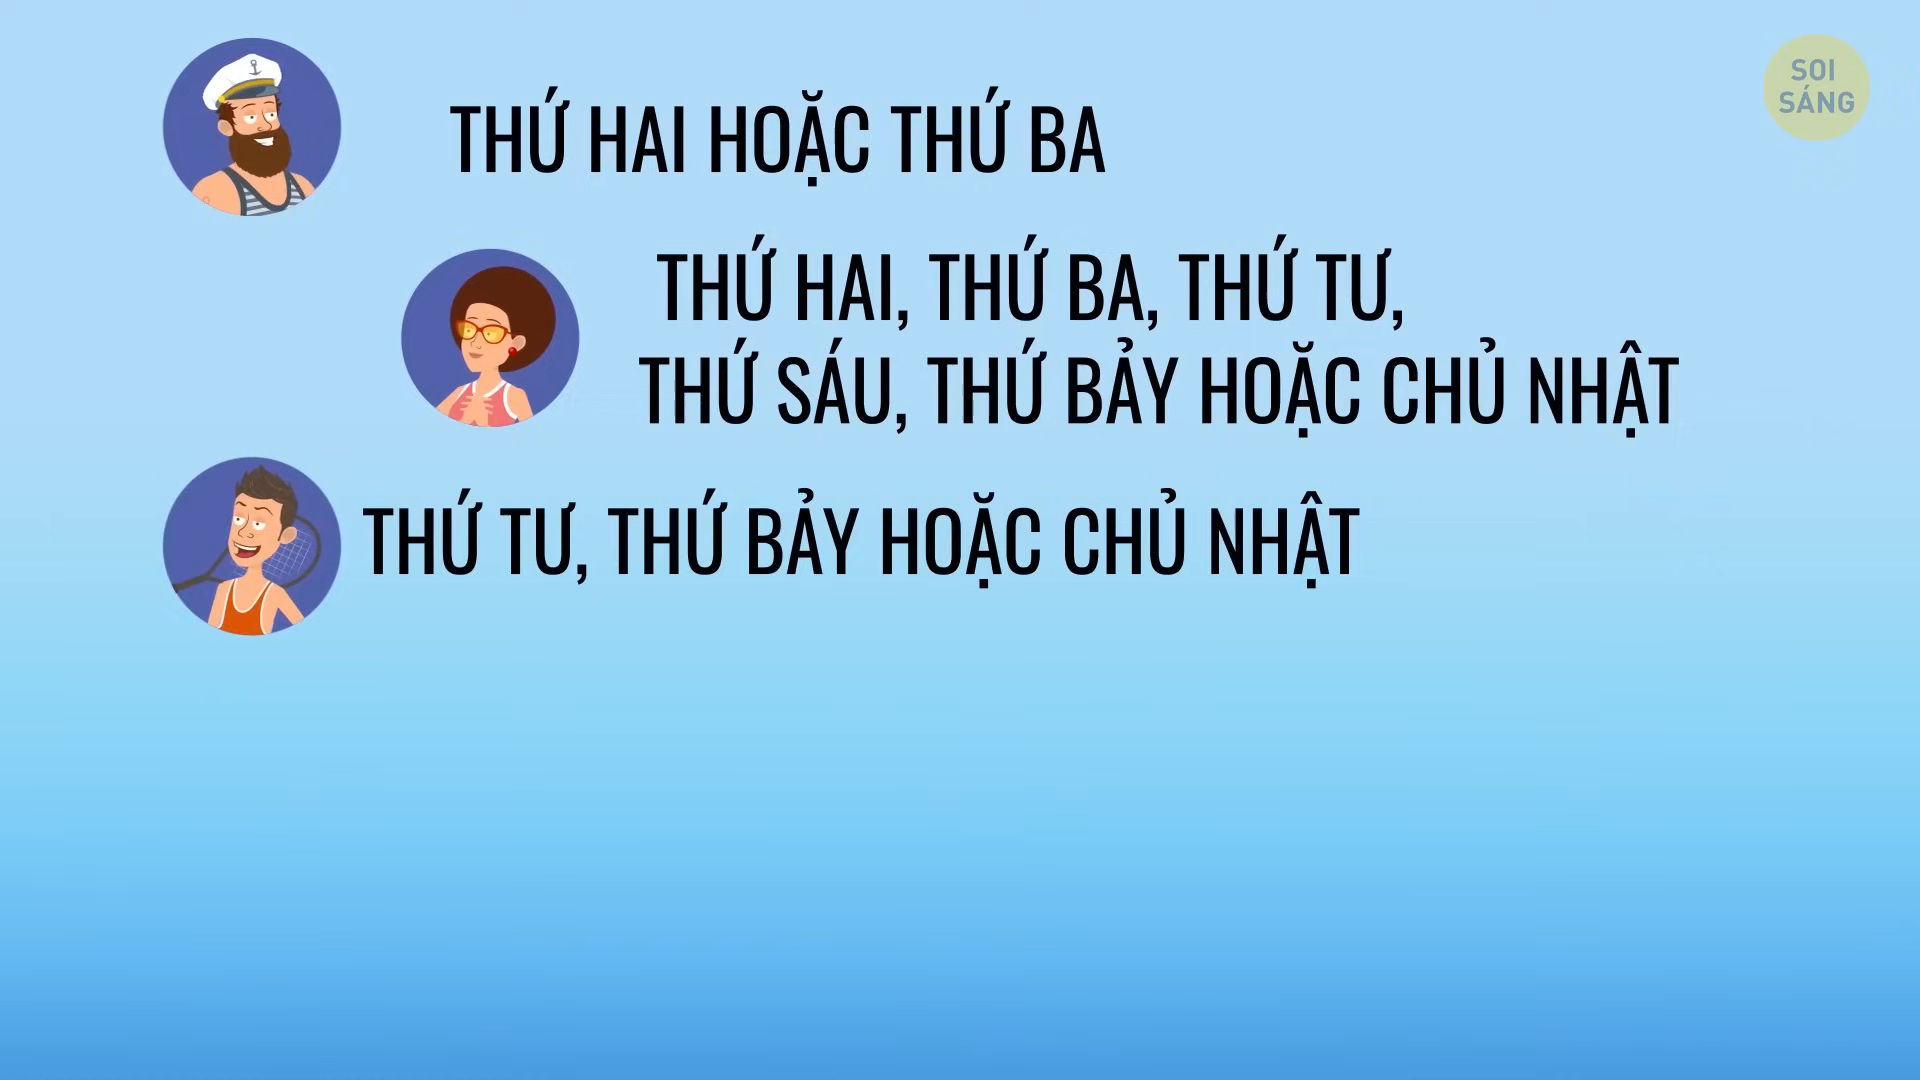 THỨ HAI HOẶC THỨ BA
SOI
SÁNG
THỨ HAI, THỨ BA, THỨ TƯ,
THỨ SÁU, THỨ BẢY HOẶC CHỦ NHẬT
THỨ TƯ, THỨ BẢY HOẶC CHỦ NHẬT